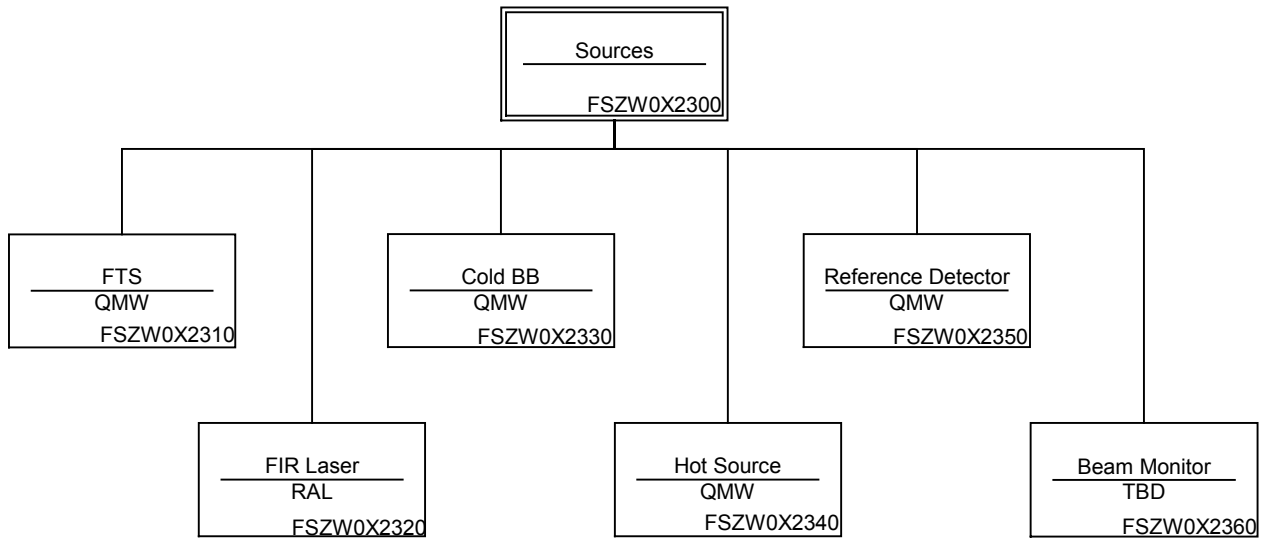 Sources
FSZW0X2300
FTS
QMW
FSZW0X2310
Cold BB
QMW
FSZW0X2330
Reference Detector
QMW
FSZW0X2350
FIR Laser
RAL
FSZW0X2320
Hot Source
QMW
FSZW0X2340
Beam Monitor
TBD
FSZW0X2360